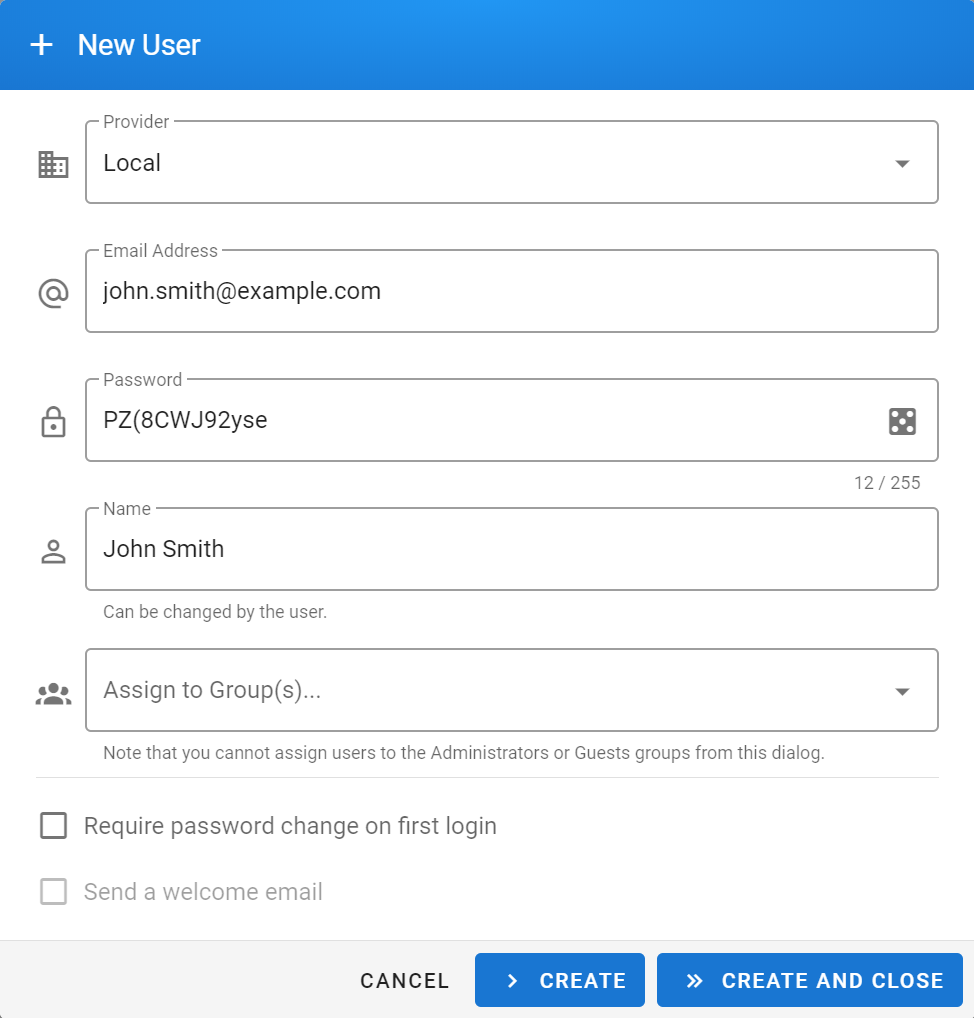 New User
Provider
Local
Email Address
john.smith@example.com
Password
PZ(8CWJ92yse
12 / 255
Name
John Smith
Can be changed by the user.
Assign to Group(s)...
Note that you cannot assign users to the Administrators or Guests groups from this dialog.
Require password change on first login
Send a welcome email
CANCEL CREATE CREATE AND CLOSE